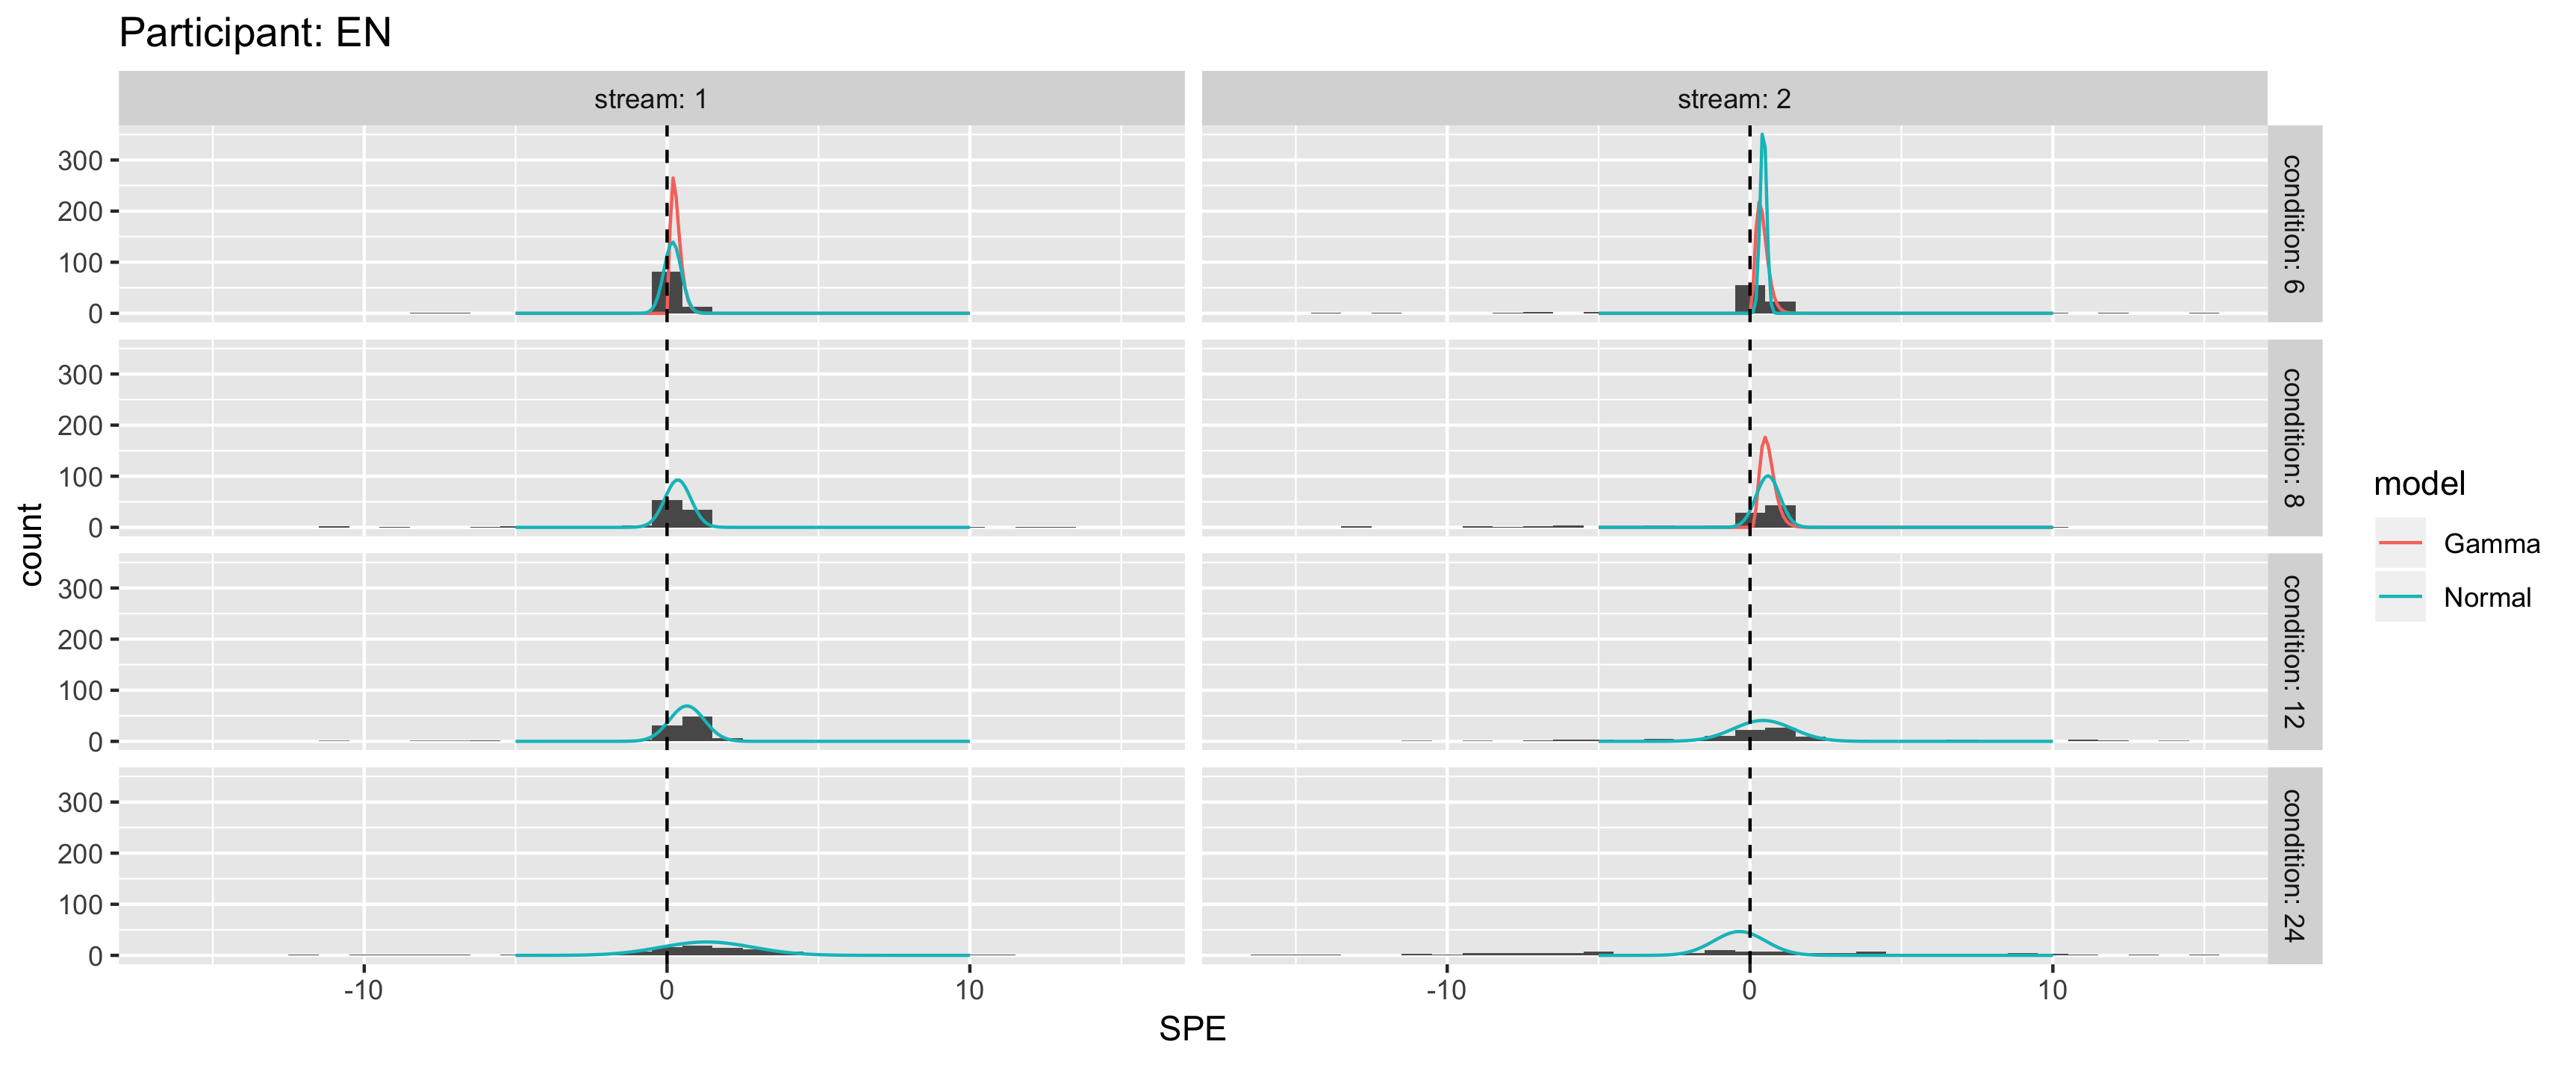 Participant: EN
stream: 1
stream: 2
300
200
100
0
condition: 6
300
200
100
0
condition: 8
300
200
100
0
condition: 12
300
200
100
0
condition: 24
-10
0
10
-10
0
10
SPE
count
model
Gamma
Normal